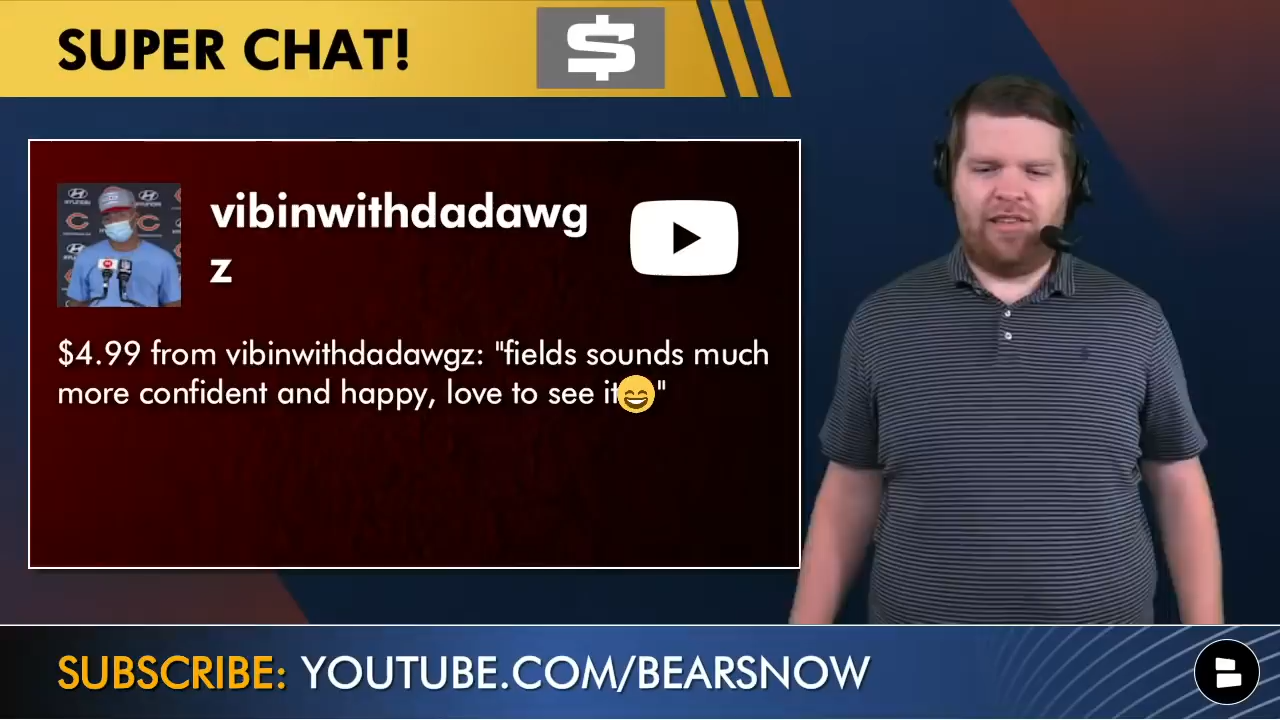 SUPER CHAT!
vibinwithdadawg
z
$4.99 from vibinwithdadawgz: "fields sounds much
more confident and happy, love to see it😄"
SUBSCRIBE: YOUTUBE.COM/BEARSNOW